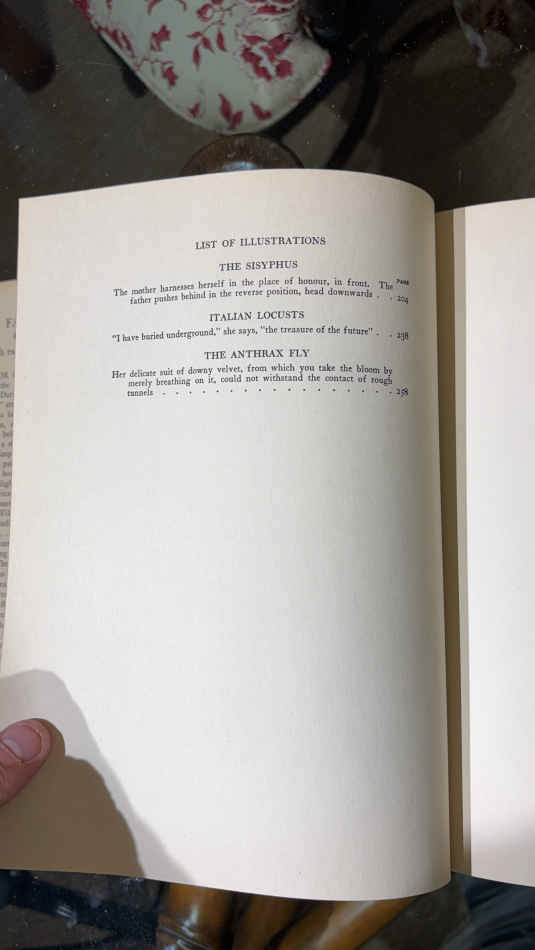 LIST OF ILLUSTRATIONS
THE SISYPHUS
PAGE
The mother harnesses herself in the place of honour, in front. The
father pushes behind in the reverse position, head downwards . . 204
ITALIAN LOCUSTS
"I have buried underground," she says, "the treasure of the future" . . 238
THE ANTHRAX FLY
Her delicate suit of downy velvet, from which you take the bloom by
merely breathing on it, could not withstand the contact of rough
tunnels . . . . . . . . . . . . . . . . . 258